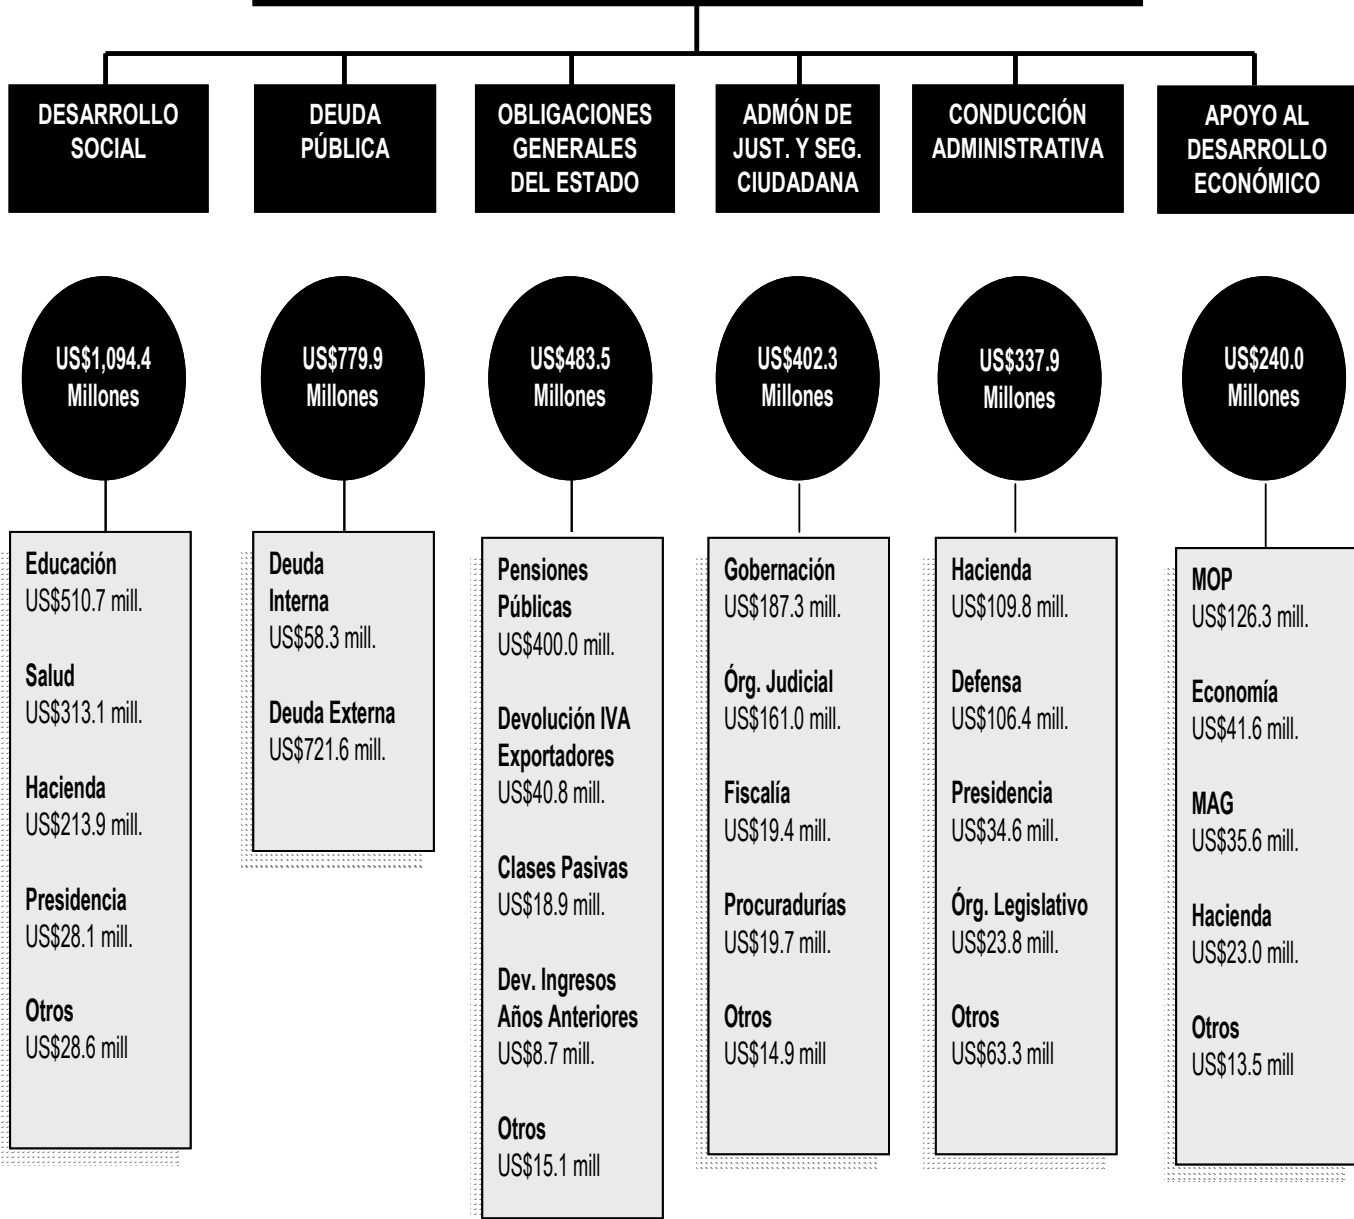 DESARROLLO
SOCIAL
DEUDA
PÚBLICA
OBLIGACIONES
GENERALES
DEL ESTADO
ADMÓN DE
JUST. Y SEG.
CIUDADANA
CONDUCCIÓN
ADMINISTRATIVA
APOYO AL
DESARROLLO
ECONÓMICO
US$1,094.4
Millones
US$779.9
Millones
US$483.5
Millones
US$402.3
Millones
US$337.9
Millones
US$240.0
Millones
Educación
US$510.7 mill.
Salud
US$313.1 mill.
Hacienda
US$213.9 mill.
Presidencia
US$28.1 mill.
Otros
US$28.6 mill
Deuda
Interna
US$58.3 mill.
Deuda Externa
US$721.6 mill.
Pensiones
Públicas
US$400.0 mill.
Devolución IVA
Exportadores
US$40.8 mill.
Clases Pasivas
US$18.9 mill.
Dev. Ingresos
Años Anteriores
US$8.7 mill.
Otros
US$15.1 mill
Gobernación
US$187.3 mill.
Órg. Judicial
US$161.0 mill.
Fiscalía
US$19.4 mill.
Procuradurías
US$19.7 mill.
Otros
US$14.9 mill
Hacienda
US$109.8 mill.
Defensa
US$106.4 mill.
Presidencia
US$34.6 mill.
Órg. Legislativo
US$23.8 mill.
Otros
US$63.3 mill
MOP
US$126.3 mill.
Economía
US$41.6 mill.
MAG
US$35.6 mill.
Hacienda
US$23.0 mill.
Otros
US$13.5 mill